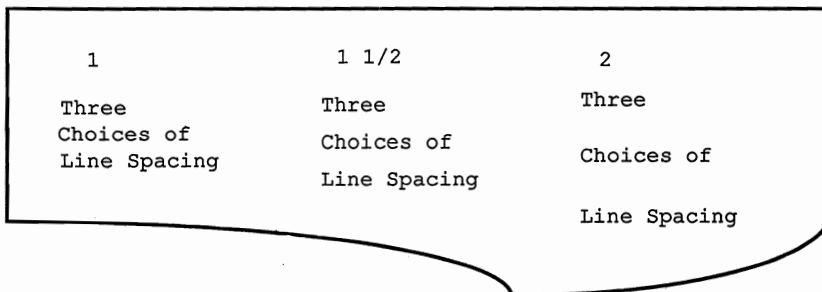 1
Three
Choices of
Line Spacing
1 1/2
Three
Choices of
Line Spacing
2
Three
Choices of
Line Spacing